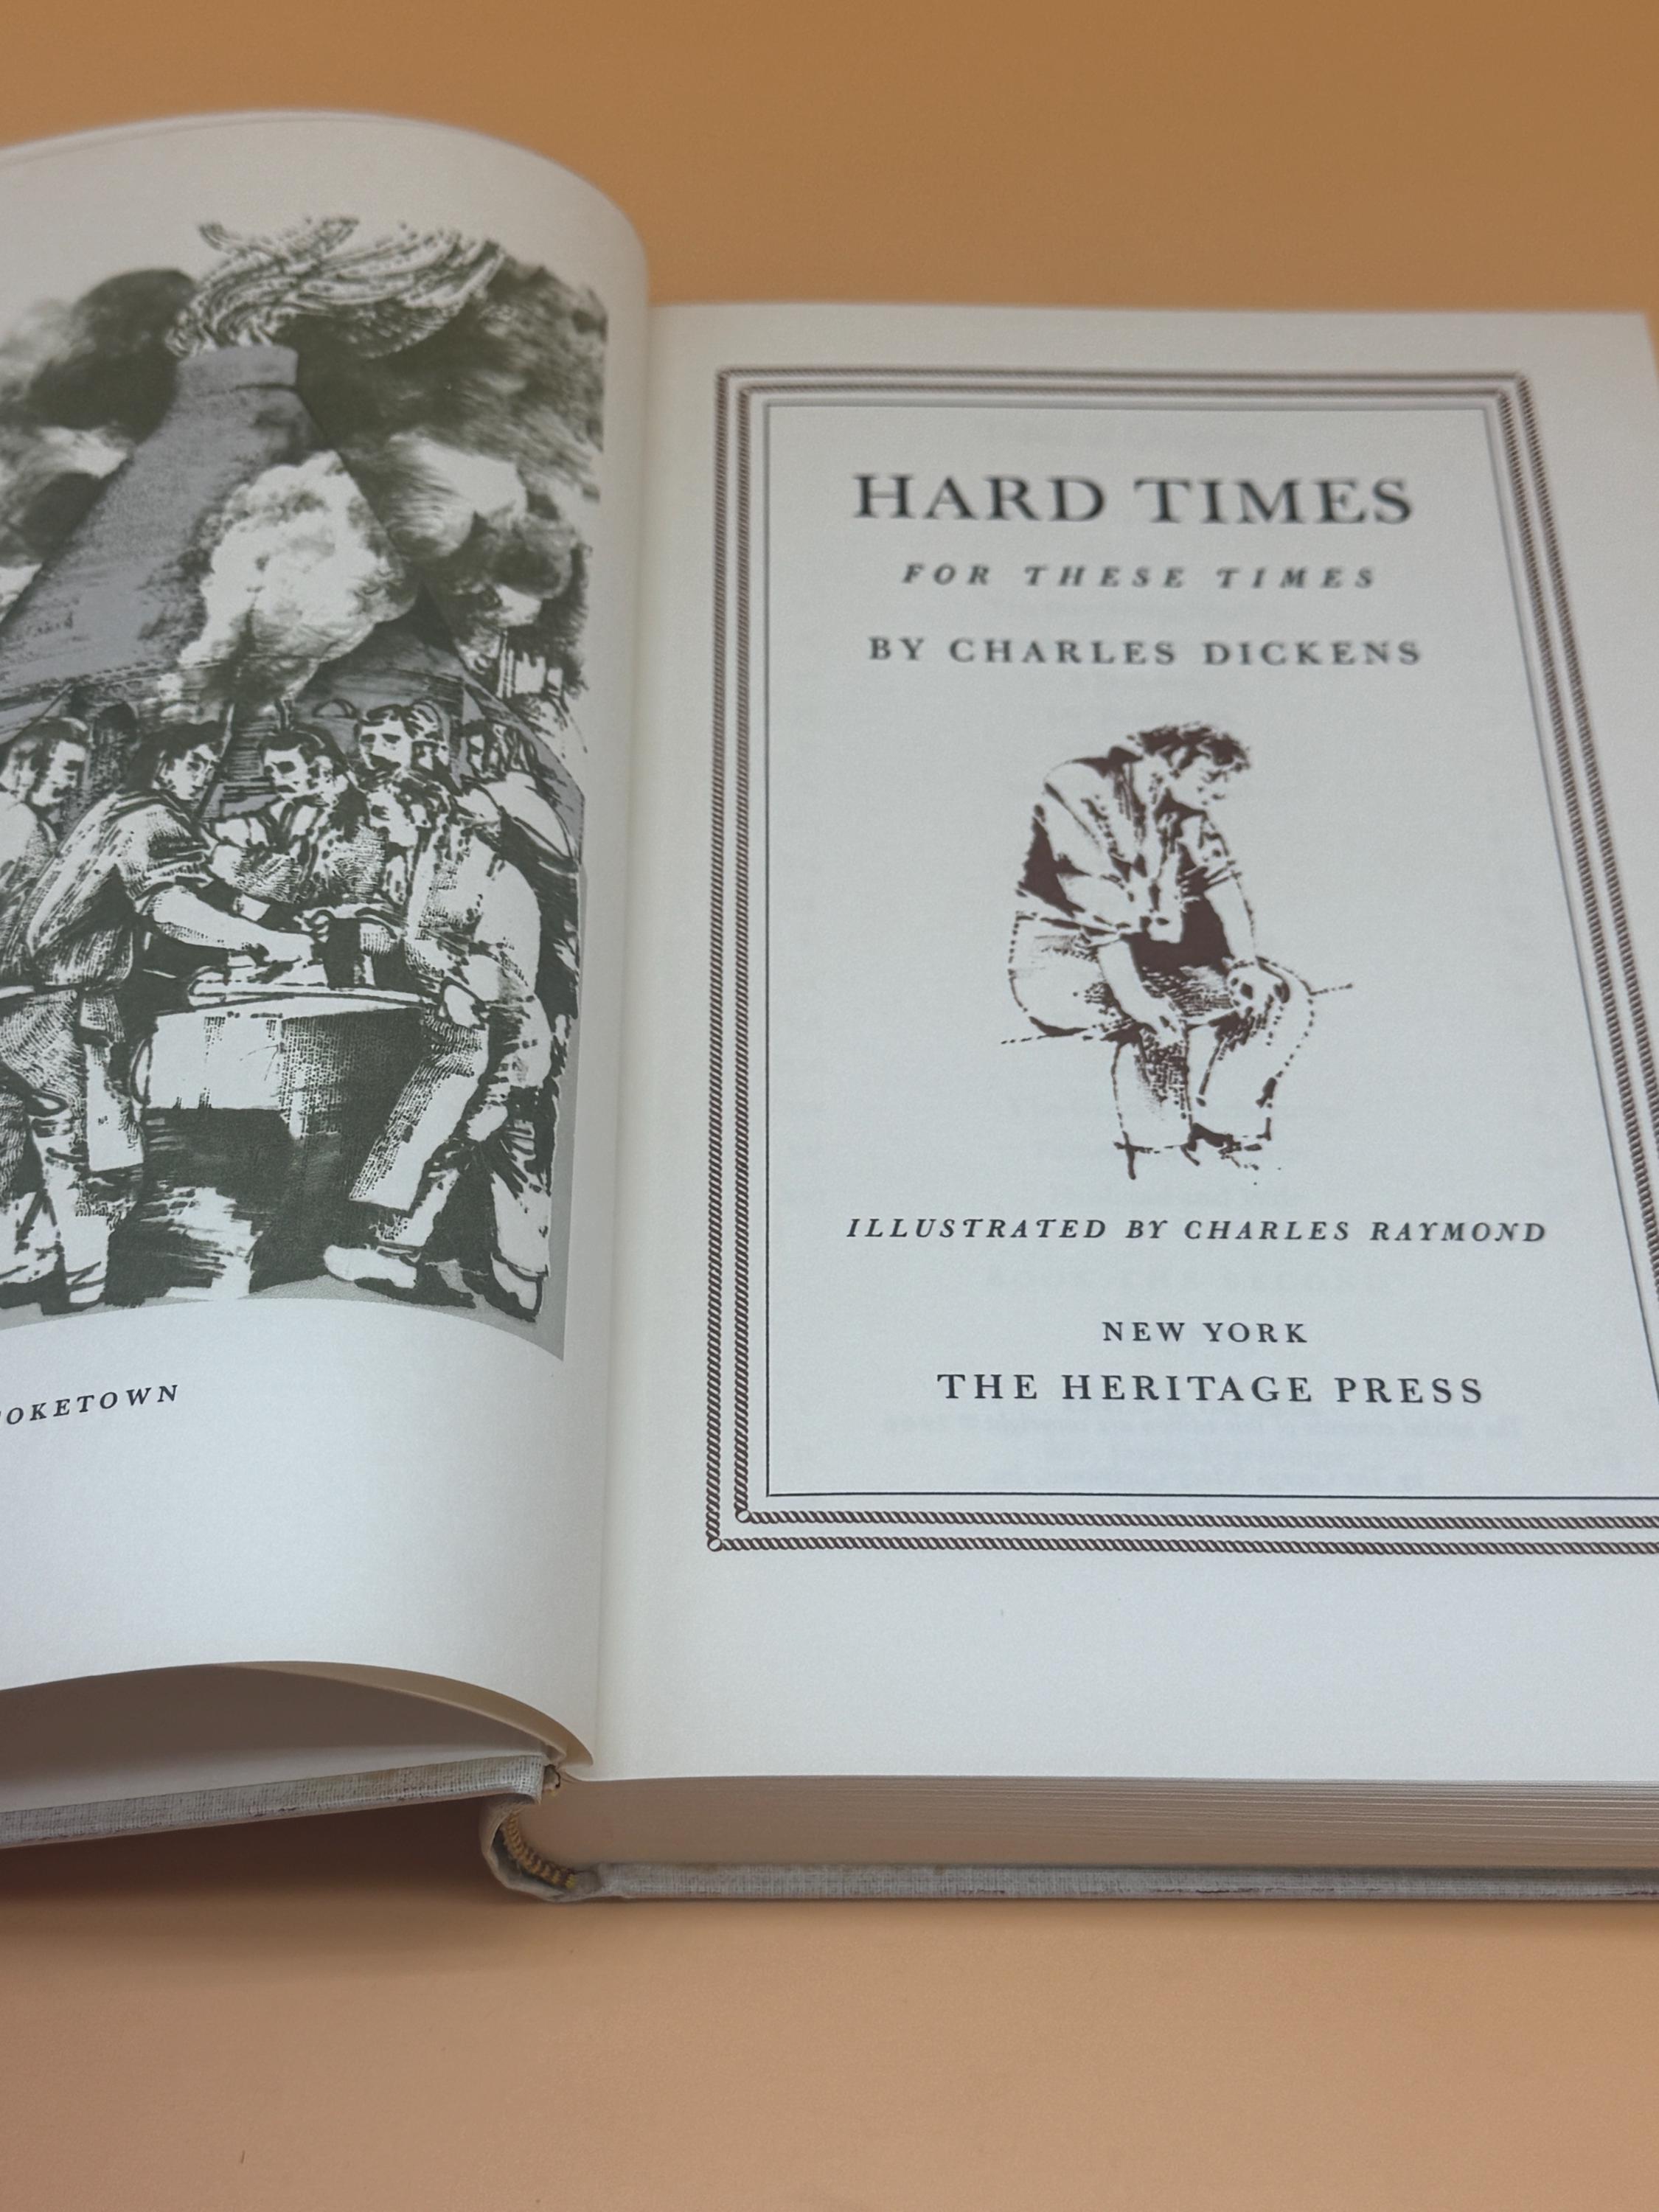 OKETOWN
HARD TIMES
FOR THESE TIMES
BY CHARLES DICKENS
ILLUSTRATED BY CHARLES RAYMOND
NEW YORK
THE HERITAGE PRESS